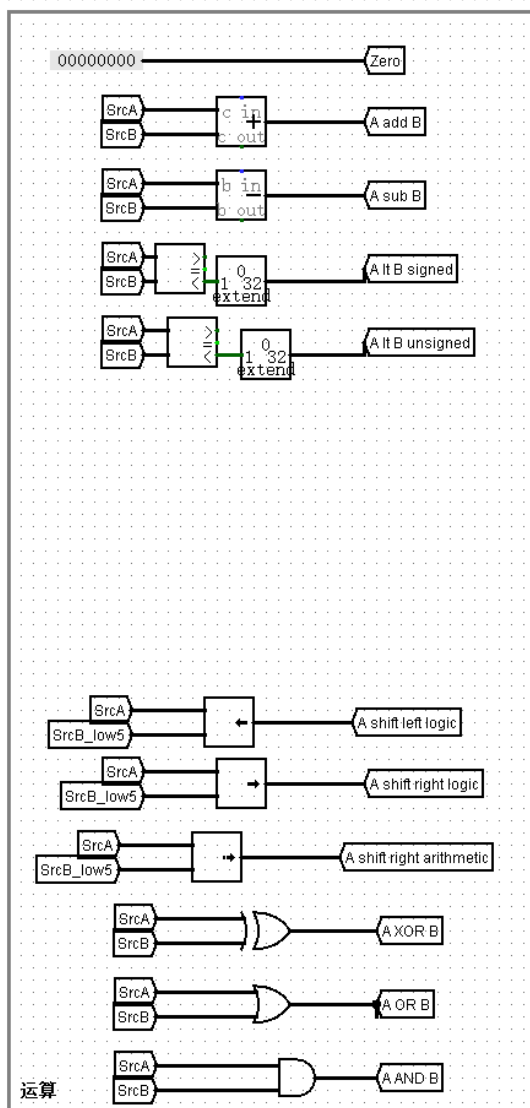 00000000 Zero
SrcA
SrcB
c in
+
c out
A add B
SrcA
SrcB
b in
−
b out
A sub B
SrcA
SrcB
>
=
<
0
1 32
extend
A lt B signed
SrcA
SrcB
>
=
<
0
1 32
extend
A lt B unsigned
SrcA
SrcB_low5
A shift left logic
SrcA
SrcB_low5
A shift right logic
SrcA
SrcB_low5
A shift right arithmetic
SrcA
SrcB
A XOR B
SrcA
SrcB
A OR B
SrcA
SrcB
A AND B
运算